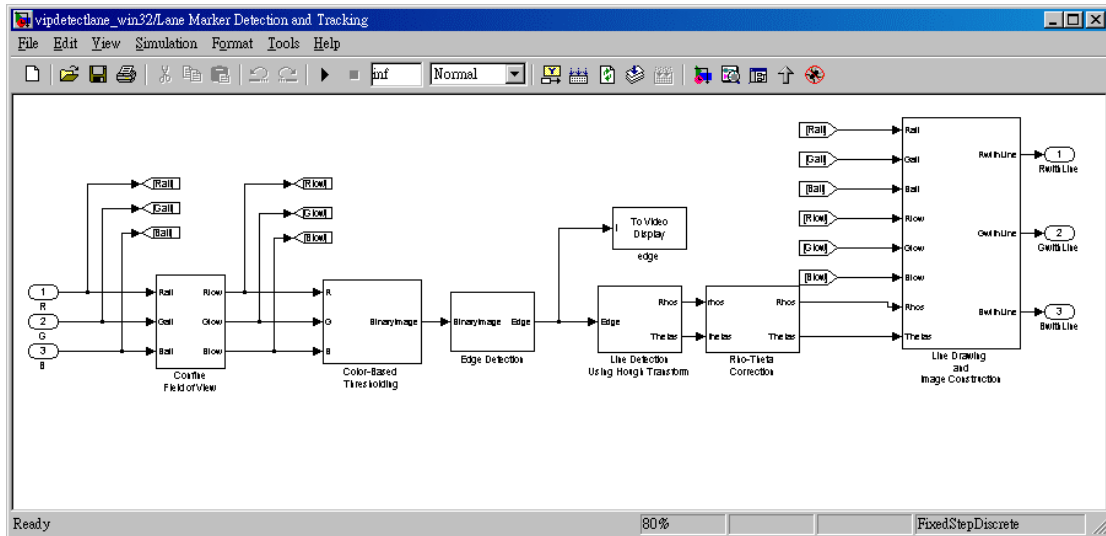 vipdetectlane_win32/Lane Marker Detection and Tracking
File Edit View Simulation Format Tools Help
inf
Normal
[Rall]
[Gall]
[Ball]
[Rlow]
[Glow]
[Blow]
1
R
2
G
3
B
Rall
Gall
Ball
Rlow
Glow
Blow
Confine
Field of View
R
G
B
BinaryImage
Color-Based
Thresholding
BinaryImage
Edge
Edge Detection
I
To Video
Display
edge
Edge
Rhos
Thetas
Line Detection
Using Hough Transform
rhos
thetas
Rhos
Thetas
Rho-Theta
Correction
[Rall]
[Gall]
[Ball]
[Rlow]
[Glow]
[Blow]
Rall
Gall
Ball
Rlow
Glow
Blow
Rhos
Thetas
RwithLine
GwithLine
BwithLine
Line Drawing
and
Image Construction
1
RwithLine
2
GwithLine
3
BwithLine
Ready
80%
FixedStepDiscrete